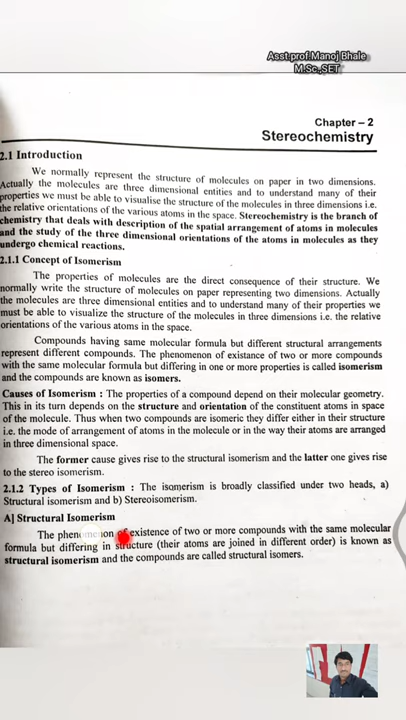 Asst.prof.Manoj Bhale
M.Sc.,SET
Chapter – 2
Stereochemistry
2.1 Introduction
We normally represent the structure of molecules on paper in two dimensions.
Actually the molecules are three dimensional entities and to understand many of their
properties we must be able to visualise the structure of the molecules in three dimensions i.e.
the relative orientations of the various atoms in the space. Stereochemistry is the branch of
chemistry that deals with description of the spatial arrangement of atoms in molecules
and the study of the three dimensional orientations of the atoms in molecules as they
undergo chemical reactions.
2.1.1 Concept of Isomerism
The properties of molecules are the direct consequence of their structure. We
normally write the structure of molecules on paper representing two dimensions. Actually
the molecules are three dimensional entities and to understand many of their properties we
must be able to visualize the structure of the molecules in three dimensions i.e. the relative
orientations of the various atoms in the space.
Compounds having same molecular formula but different structural arrangements
represent different compounds. The phenomenon of existance of two or more compounds
with the same molecular formula but differing in one or more properties is called isomerism
and the compounds are known as isomers.
Causes of Isomerism : The properties of a compound depend on their molecular geometry.
This in its turn depends on the structure and orientation of the constituent atoms in space
of the molecule. Thus when two compounds are isomeric they differ either in their structure
i.e. the mode of arrangement of atoms in the molecule or in the way their atoms are arranged
in three dimensional space.
The former cause gives rise to the structural isomerism and the latter one gives rise
to the stereo isomerism.
2.1.2 Types of Isomerism : The isomerism is broadly classified under two heads, a)
Structural isomerism and b) Stereoisomerism.
A] Structural Isomerism
The phenomenon of existence of two or more compounds with the same molecular
formula but differing in structure (their atoms are joined in different order) is known as
structural isomerism and the compounds are called structural isomers.